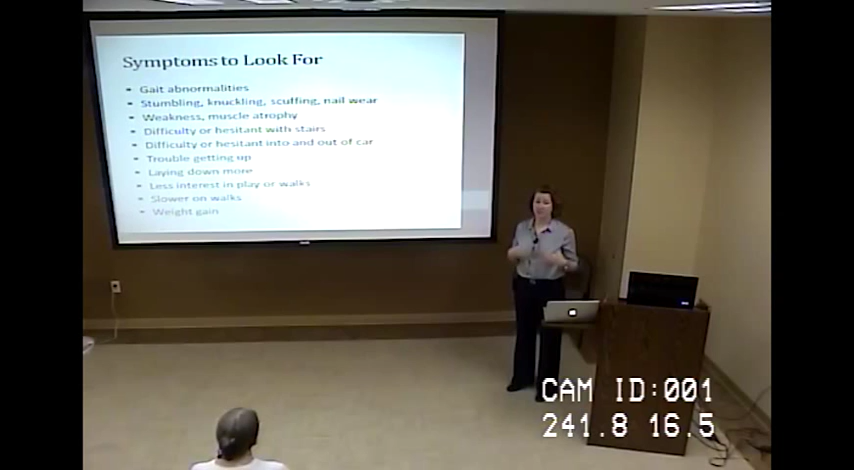 Symptoms to Look For
Gait abnormalities
Stumbling, knuckling, scuffing, nail wear
Weakness, muscle atrophy
Difficulty or hesitant with stairs
Difficulty or hesitant into and out of car
Trouble getting up
Laying down more
Less interest in play or walks
Slower on walks
Weight gain
CAM ID:001
241.8 16.5